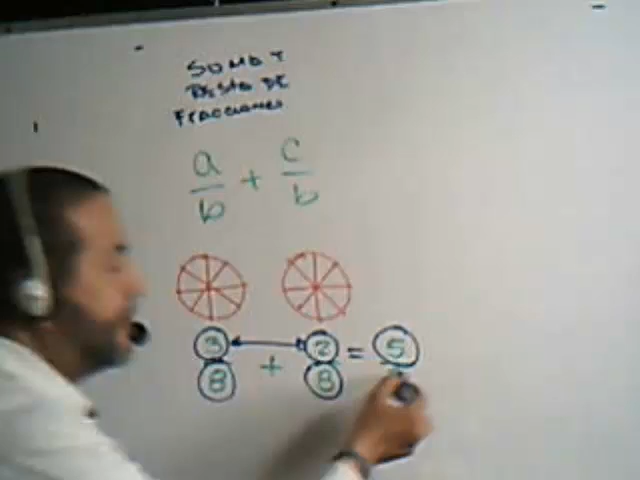 SUMA Y
RESTA DE
FRACCIONES
a/b + c/b
3/8 + 2/8 = 5